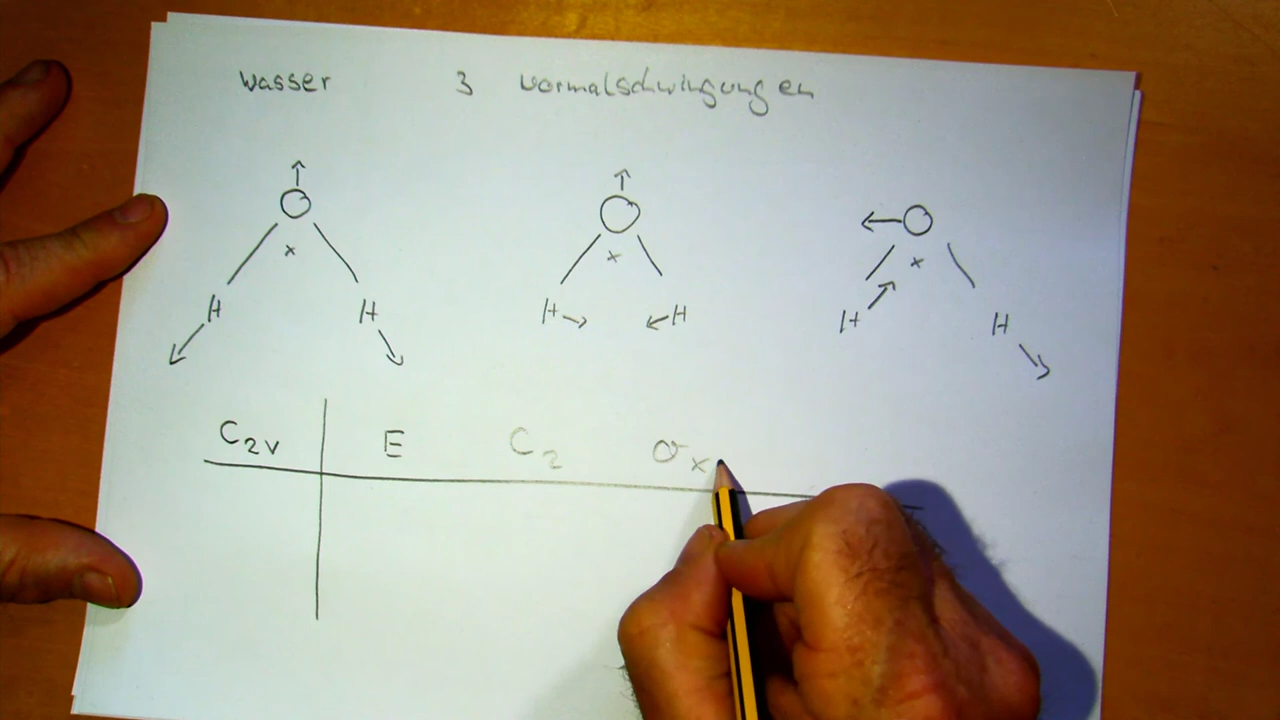 Wasser 3 Normalschwingungen
O O O
x x x
H H H H H H
C2v E C2 σx